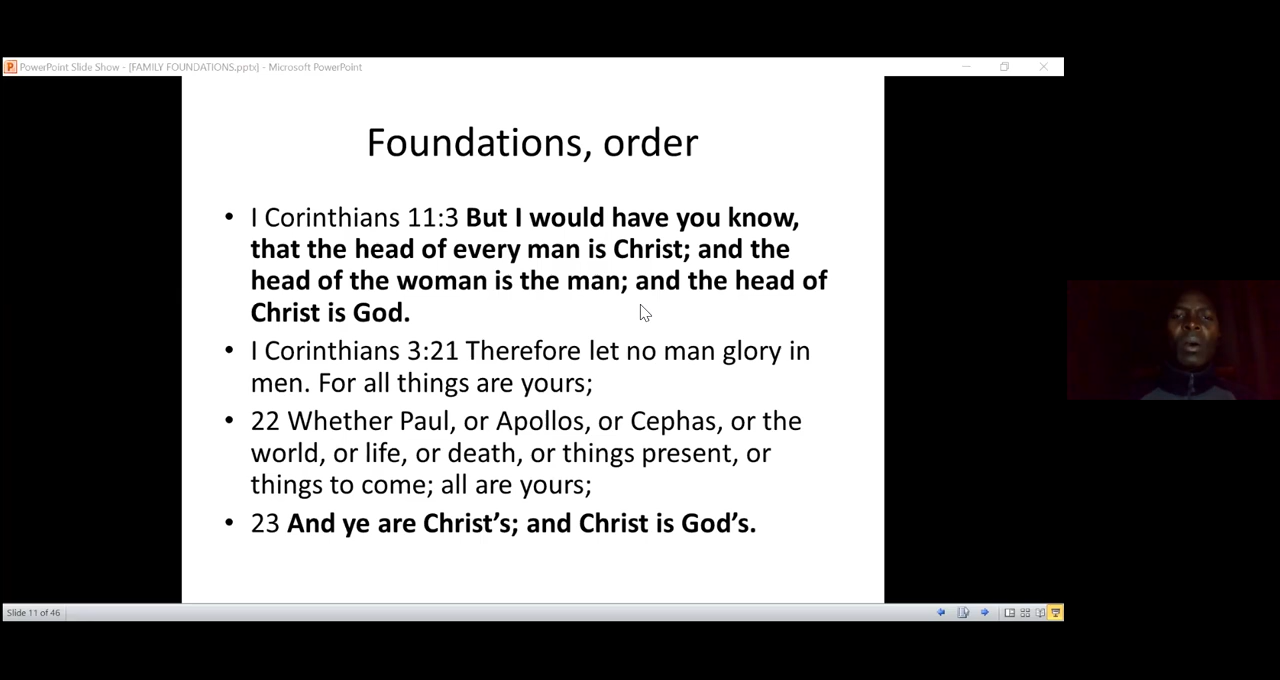 PowerPoint Slide Show - [FAMILY FOUNDATIONS.pptx] - Microsoft PowerPoint
Foundations, order
• I Corinthians 11:3 But I would have you know,
that the head of every man is Christ; and the
head of the woman is the man; and the head of
Christ is God.
• I Corinthians 3:21 Therefore let no man glory in
men. For all things are yours;
• 22 Whether Paul, or Apollos, or Cephas, or the
world, or life, or death, or things present, or
things to come; all are yours;
• 23 And ye are Christ’s; and Christ is God’s.
Slide 11 of 46